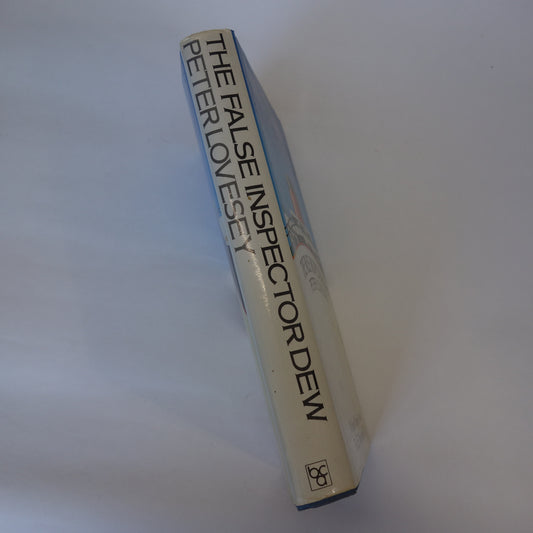 THE FALSE INSPECTOR DEW
PETER LOVESEY
bca